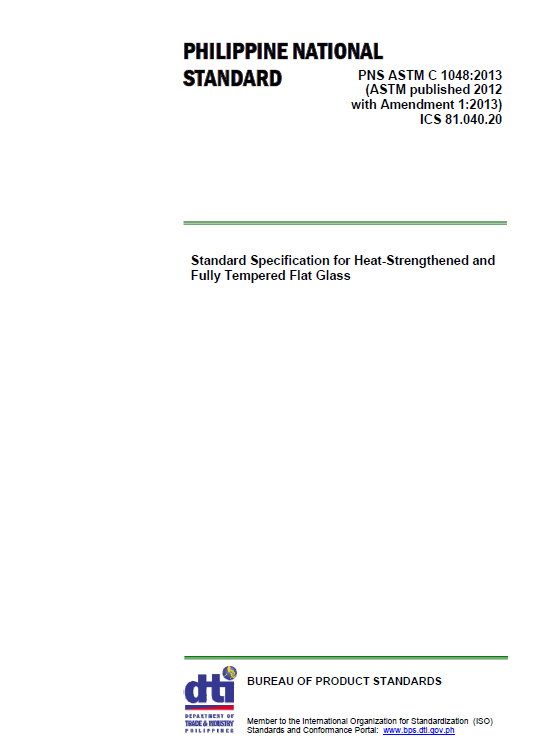 PHILIPPINE NATIONAL
STANDARD
PNS ASTM C 1048:2013
(ASTM published 2012
with Amendment 1:2013)
ICS 81.040.20
Standard Specification for Heat-Strengthened and
Fully Tempered Flat Glass
dti
DEPARTMENT OF
TRADE & INDUSTRY
PHILIPPINES
BUREAU OF PRODUCT STANDARDS
Member to the International Organization for Standardization (ISO)
Standards and Conformance Portal: www.bps.dti.gov.ph